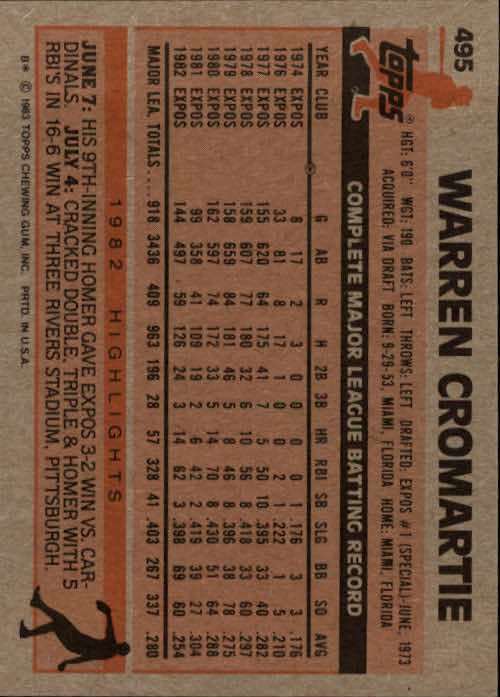 495
topps®
WARREN CROMARTIE
HGT: 6'0" WGT: 190 BATS: LEFT THROWS: LEFT DRAFTED: EXPOS #1 (SPECIAL)-JUNE, 1973
ACQUIRED: VIA DRAFT BORN: 9-29-53, MIAMI, FLORIDA HOME: MIAMI, FLORIDA
COMPLETE MAJOR LEAGUE BATTING RECORD
YEAR CLUB G AB R H 2B 3B HR RBI SB SLG BB SO AVG
1974 EXPOS 8 17 2 3 0 0 0 0 1 .176 3 3 .176
1976 EXPOS 33 81 8 17 1 0 0 2 1 .222 1 5 .210
1977 EXPOS 155 620 64 175 41 7 5 50 10 .395 33 40 .282
1978 EXPOS 159 607 77 180 32 6 10 56 8 .418 33 60 .297
1979 EXPOS 158 659 84 181 46 5 8 46 8 .396 38 78 .275
1980 EXPOS 162 597 74 172 33 5 14 70 8 .430 51 64 .288
1981 EXPOS 99 358 41 109 19 2 6 42 2 .419 39 27 .304
1982 EXPOS 144 497 59 126 24 3 14 62 3 .398 69 60 .254
MAJOR LEA. TOTALS.... 918 3436 409 963 196 28 57 328 41 .403 267 337 .280
1982 HIGHLIGHTS
JUNE 7: HIS 9TH-INNING HOMER GAVE EXPOS 3-2 WIN VS. CAR-
DINALS. JULY 4: CRACKED DOUBLE, TRIPLE & HOMER WITH 5
RBI'S IN 16-6 WIN AT THREE RIVERS STADIUM, PITTSBURGH.
B* © 1983 TOPPS CHEWING GUM, INC. PRTD. IN U.S.A.